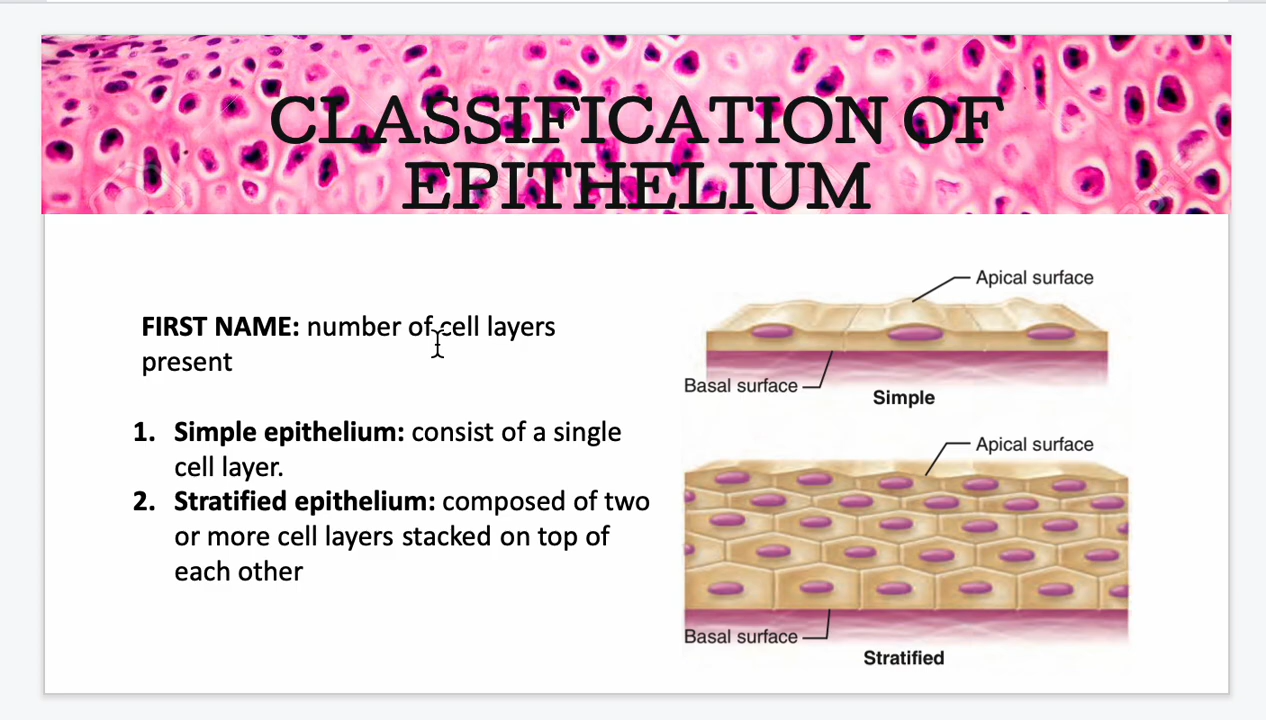 CLASSIFICATION OF
EPITHELIUM
FIRST NAME: number of cell layers
present
1. Simple epithelium: consist of a single
cell layer.
2. Stratified epithelium: composed of two
or more cell layers stacked on top of
each other
Apical surface
Basal surface
Simple
Apical surface
Basal surface
Stratified